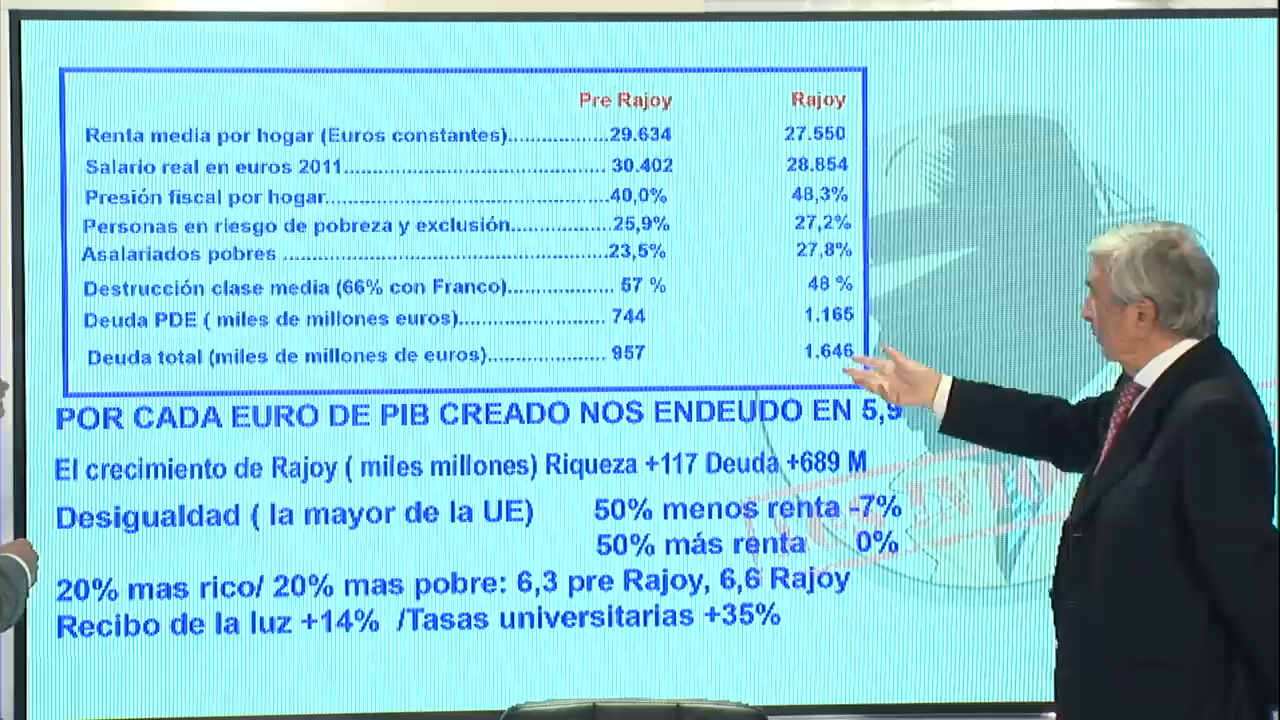 Pre Rajoy Rajoy
Renta media por hogar (Euros constantes)..................29.634 27.550
Salario real en euros 2011............................................... 30.402 28.854
Presión fiscal por hogar....................................................40,0% 48,3%
Personas en riesgo de pobreza y exclusión...................25,9% 27,2%
Asalariados pobres ...........................................................23,5% 27,8%
Destrucción clase media (66% con Franco)................... 57 % 48 %
Deuda PDE ( miles de millones euros)........................... 744 1.165
Deuda total (miles de millones de euros)..................... 957 1.646
POR CADA EURO DE PIB CREADO NOS ENDEUDO EN 5,9
El crecimiento de Rajoy ( miles millones) Riqueza +117 Deuda +689 M
Desigualdad ( la mayor de la UE) 50% menos renta -7%
50% más renta 0%
20% mas rico/ 20% mas pobre: 6,3 pre Rajoy, 6,6 Rajoy
Recibo de la luz +14% /Tasas universitarias +35%